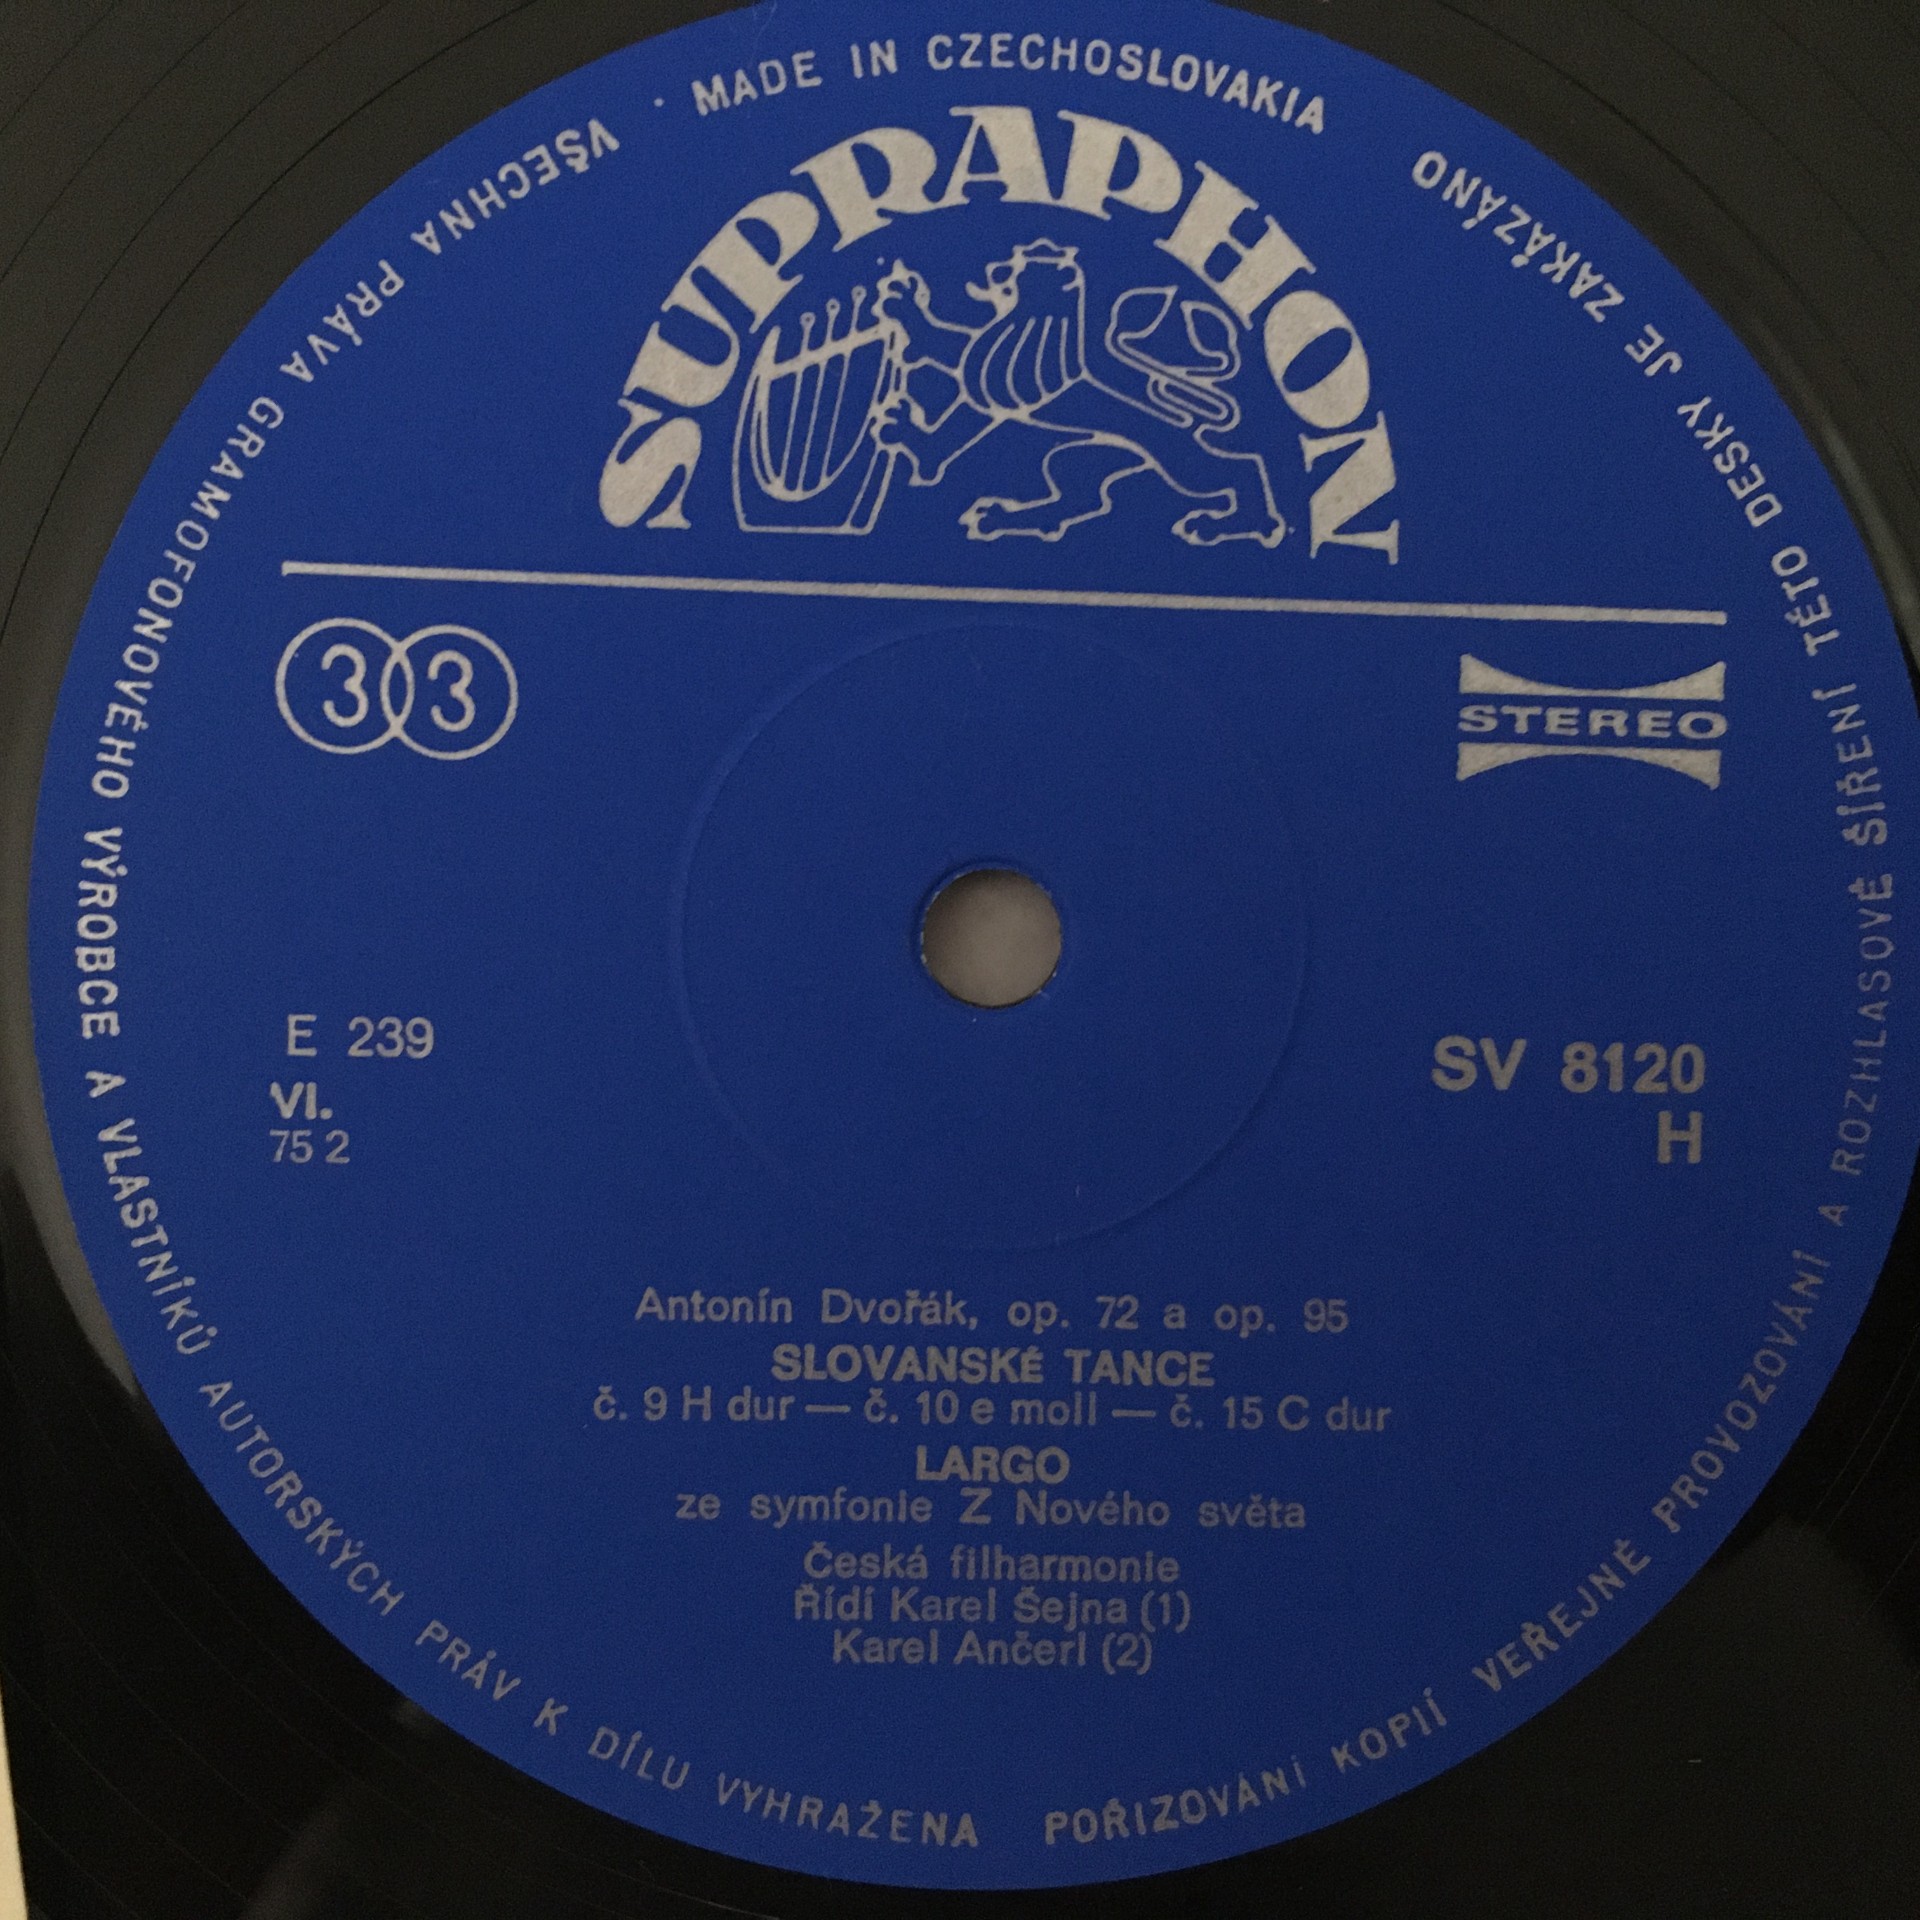 VŠECHNA PRÁVA GRAMOFONOVÉHO VÝROBCE A VLASTNÍKŮ AUTORSKÝCH PRÁV K DÍLU VYHRAŽENA POŘIZOVÁNÍ KOPIÍ VEŘEJNÉ PROVOZOVÁNÍ A ROZHLASOVÉ ŠÍŘENÍ TÉTO DESKY JE ZAKÁZÁNO
· MADE IN CZECHOSLOVAKIA
SUPRAPHON
33
STEREO
E 239
VI.
75 2
SV 8120
H
Antonín Dvořák, op. 72 a op. 95
SLOVANSKÉ TANCE
č. 9 H dur — č. 10 e moll — č. 15 C dur
LARGO
ze symfonie Z Nového světa
Česká filharmonie
Řídí Karel Šejna (1)
Karel Ančerl (2)